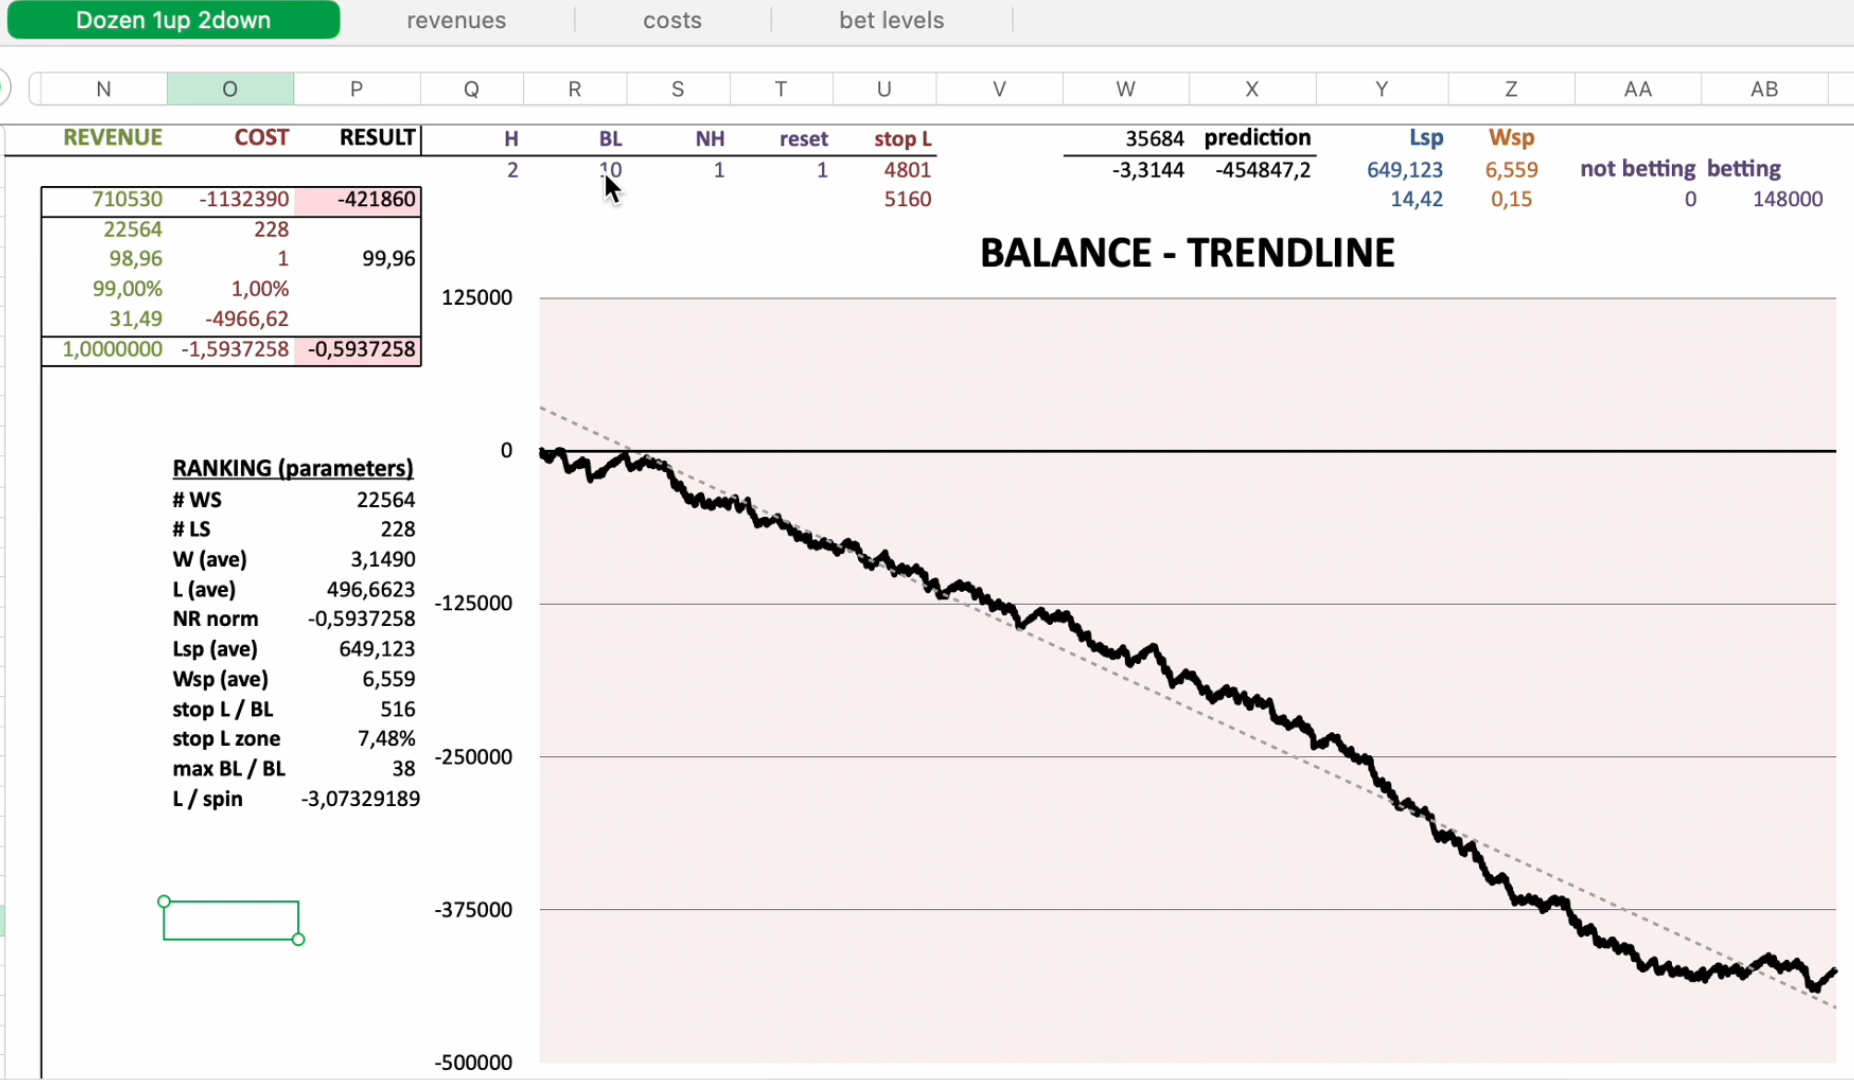 Dozen 1up 2down revenues costs bet levels
N O P Q R S T U V W X Y Z AA AB
REVENUE COST RESULT H BL NH reset stop L 35684 prediction Lsp Wsp
2 10 1 1 4801 -3,3144 -454847,2 649,123 6,559 not betting betting
710530 -1132390 -421860 5160 14,42 0,15 0 148000
22564 228
98,96 1 99,96
99,00% 1,00%
31,49 -4966,62
1,0000000 -1,5937258 -0,5937258
BALANCE - TRENDLINE
125000
0
-125000
-250000
-375000
-500000
RANKING (parameters)
# WS 22564
# LS 228
W (ave) 3,1490
L (ave) 496,6623
NR norm -0,5937258
Lsp (ave) 649,123
Wsp (ave) 6,559
stop L / BL 516
stop L zone 7,48%
max BL / BL 38
L / spin -3,07329189